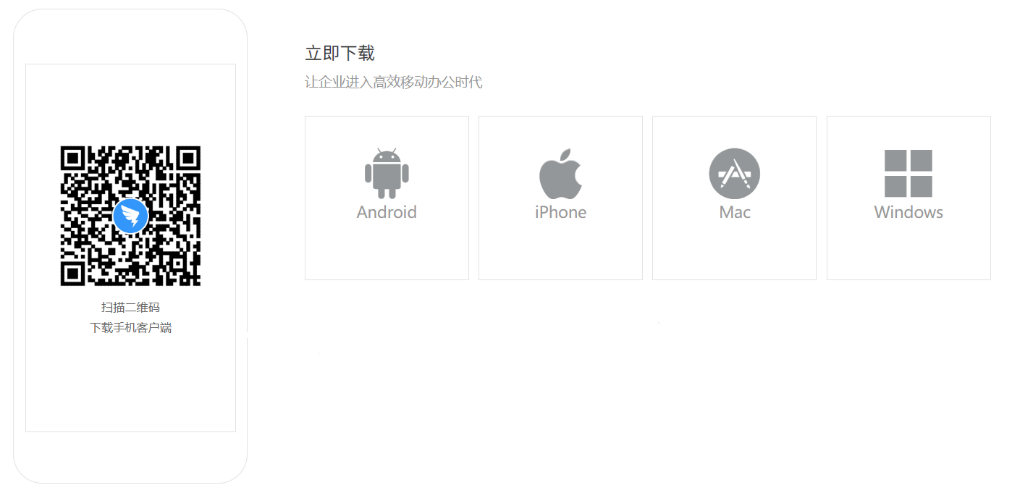 立即下载
让企业进入高效移动办公时代
Android
iPhone
Mac
Windows
扫描二维码
下载手机客户端